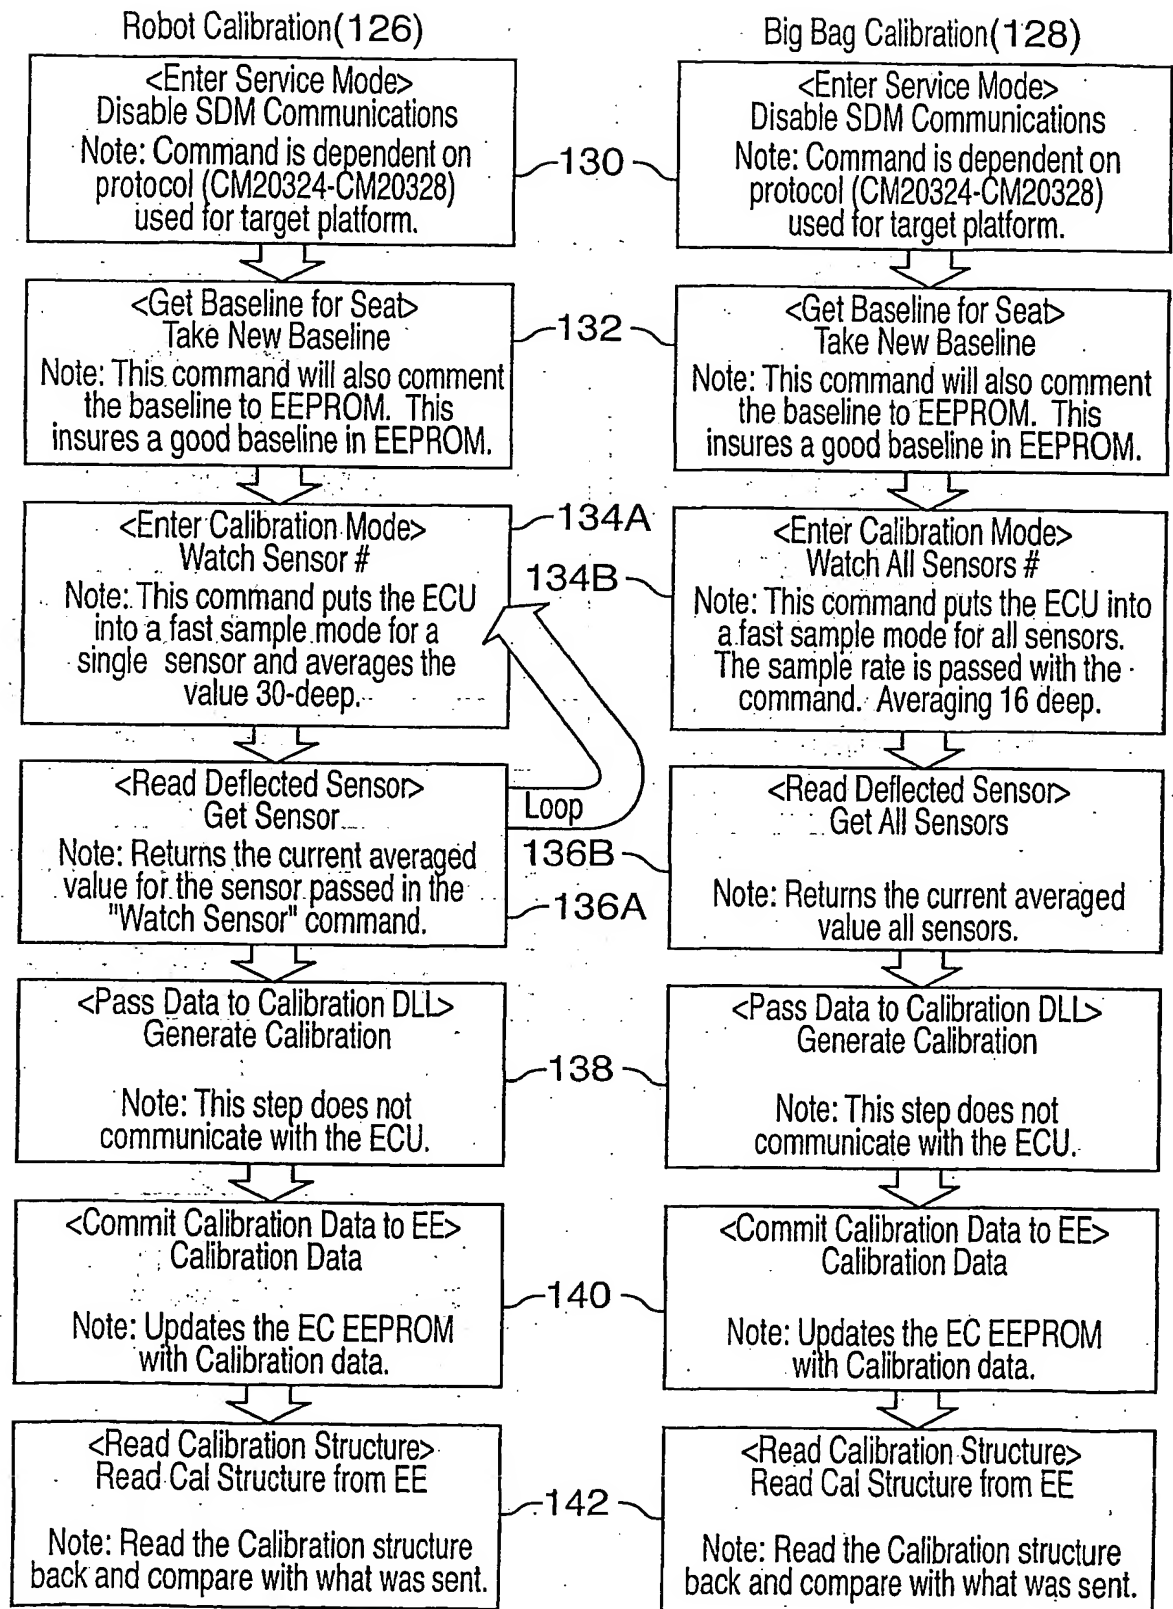 Robot Calibration(126)
<Enter Service Mode>
Disable SDM Communications
Note: Command is dependent on
protocol (CM20324-CM20328)
used for target platform.
<Get Baseline for Seat>
Take New Baseline
Note: This command will also comment
the baseline to EEPROM. This
insures a good baseline in EEPROM.
<Enter Calibration Mode>
Watch Sensor #
Note: This command puts the ECU
into a fast sample mode for a
single sensor and averages the
value 30-deep.
<Read Deflected Sensor>
Get Sensor
Note: Returns the current averaged
value for the sensor passed in the
"Watch Sensor" command.
Loop
<Pass Data to Calibration DLL>
Generate Calibration
Note: This step does not
communicate with the ECU.
<Commit Calibration Data to EE>
Calibration Data
Note: Updates the EC EEPROM
with Calibration data.
<Read Calibration Structure>
Read Cal Structure from EE
Note: Read the Calibration structure
back and compare with what was sent.
130
132
134A
134B
136B
136A
138
140
142
Big Bag Calibration(128)
<Enter Service Mode>
Disable SDM Communications
Note: Command is dependent on
protocol (CM20324-CM20328)
used for target platform.
<Get Baseline for Seat>
Take New Baseline
Note: This command will also comment
the baseline to EEPROM. This
insures a good baseline in EEPROM.
<Enter Calibration Mode>
Watch All Sensors #
Note: This command puts the ECU into
a fast sample mode for all sensors.
The sample rate is passed with the
command. Averaging 16 deep.
<Read Deflected Sensor>
Get All Sensors
Note: Returns the current averaged
value all sensors.
<Pass Data to Calibration DLL>
Generate Calibration
Note: This step does not
communicate with the ECU.
<Commit Calibration Data to EE>
Calibration Data
Note: Updates the EC EEPROM
with Calibration data.
<Read Calibration Structure>
Read Cal Structure from EE
Note: Read the Calibration structure
back and compare with what was sent.